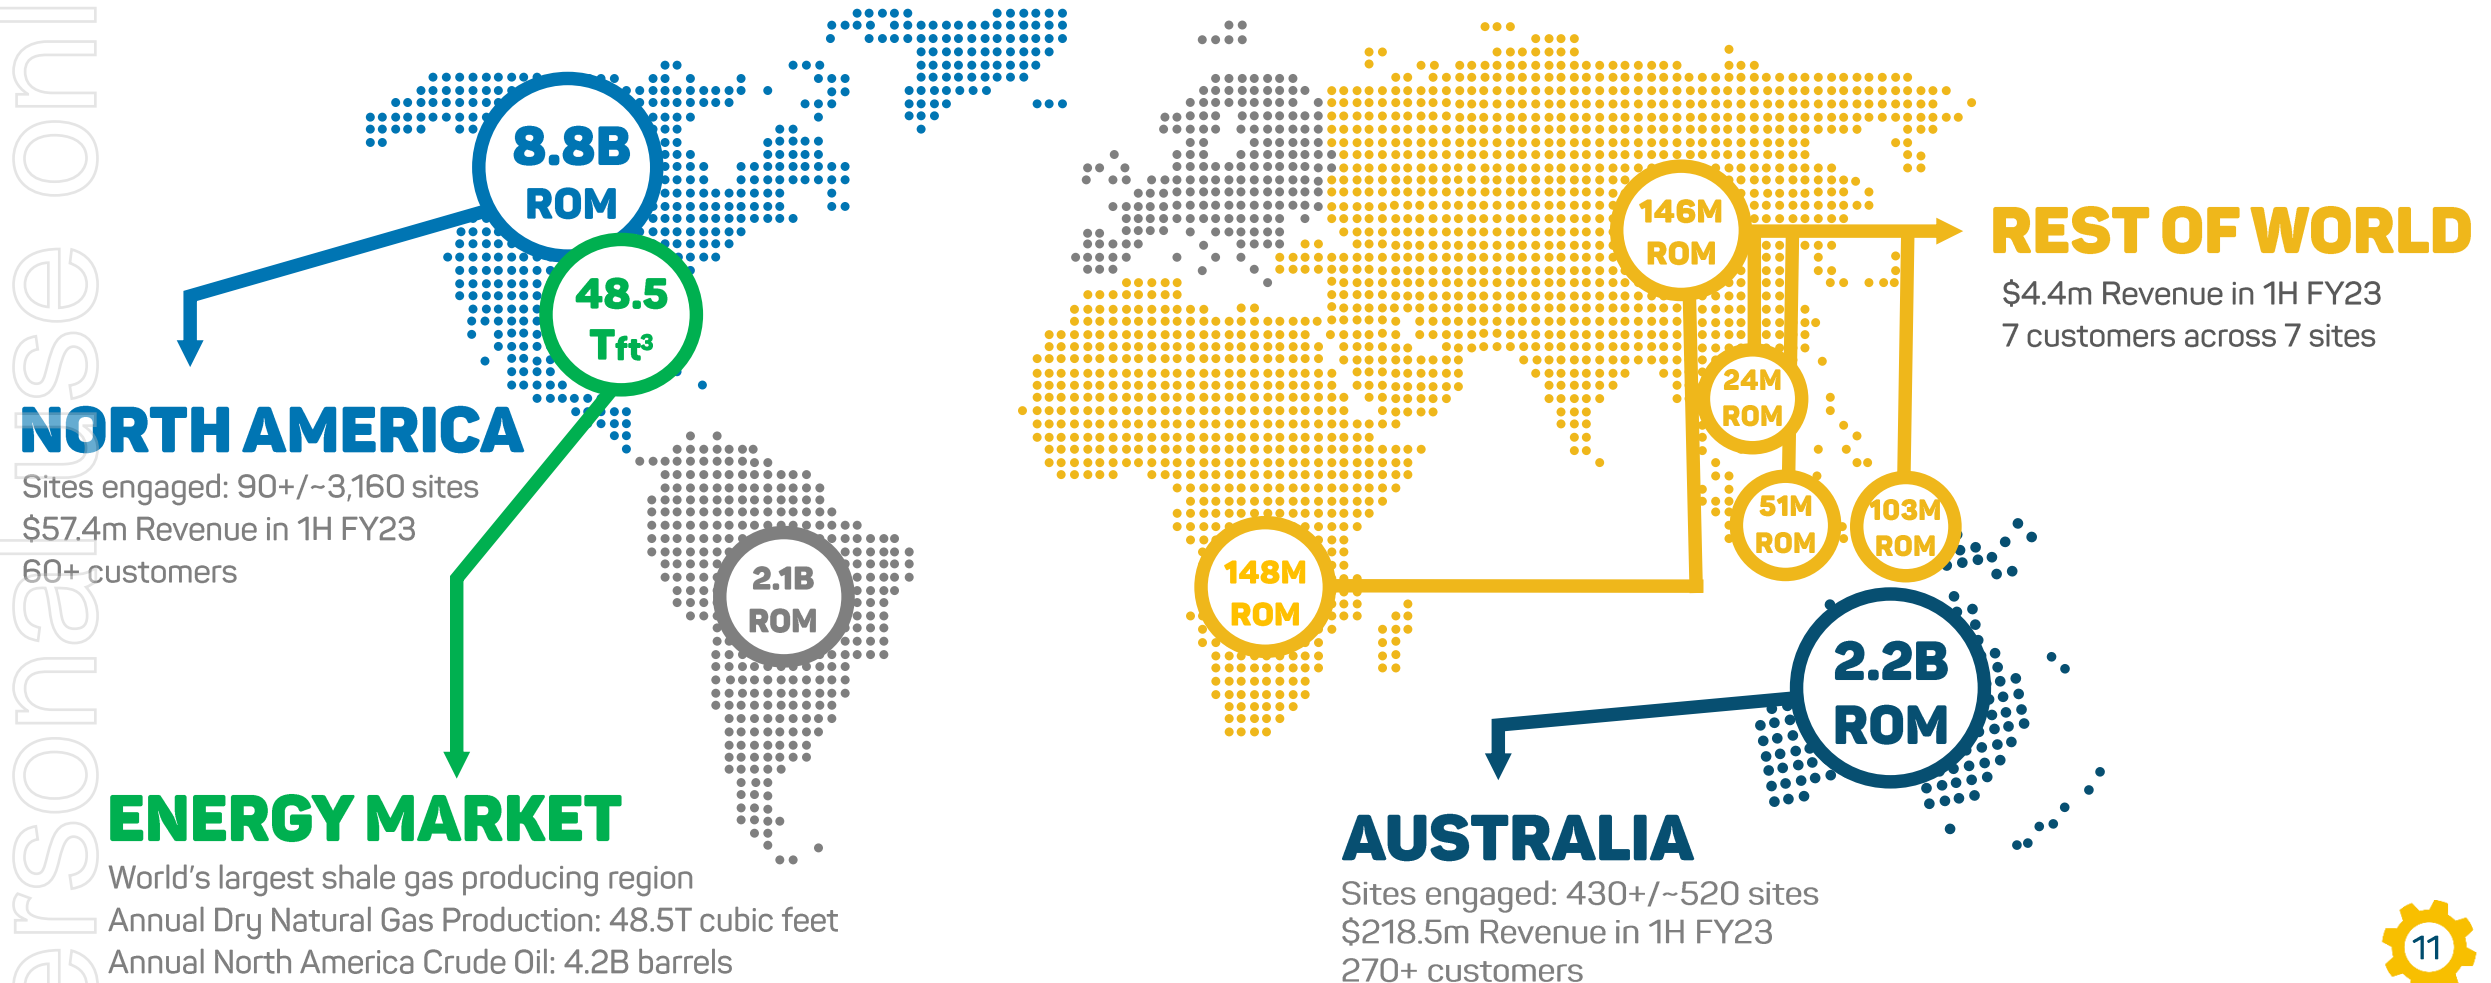 ersonal use onl
8.8B
ROM
48.5
Tft³
NORTH AMERICA
Sites engaged: 90+/~3,160 sites
$57.4m Revenue in 1H FY23
60+ customers
ENERGY MARKET
World's largest shale gas producing region
Annual Dry Natural Gas Production: 48.5T cubic feet
Annual North America Crude Oil: 4.2B barrels
2.1B
ROM
148M
ROM
146M
ROM
24M
ROM
51M
ROM
103M
ROM
REST OF WORLD
$4.4m Revenue in 1H FY23
7 customers across 7 sites
2.2B
ROM
AUSTRALIA
Sites engaged: 430+/~520 sites
$218.5m Revenue in 1H FY23
270+ customers
11